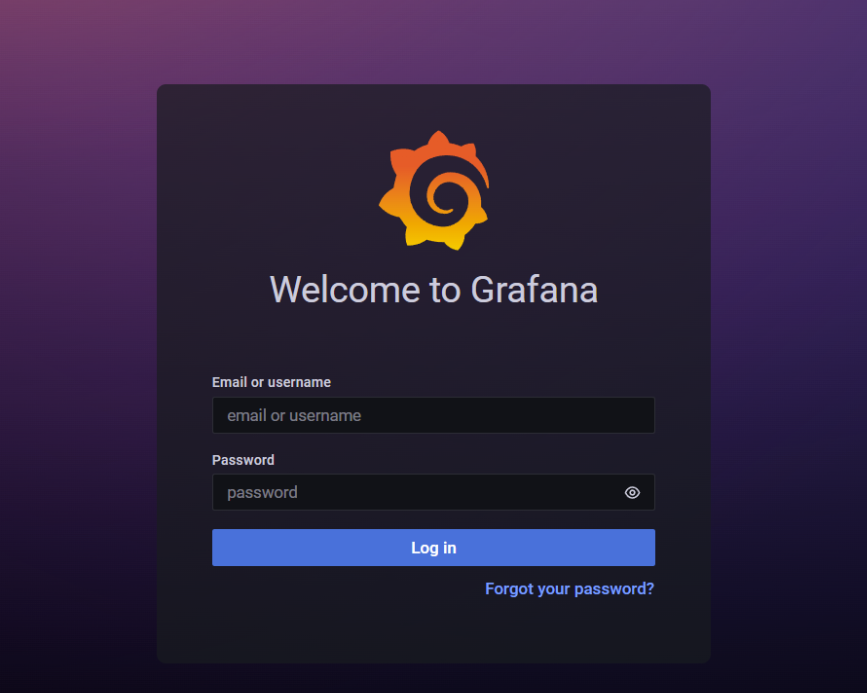 Welcome to Grafana
Email or username
email or username
Password
password
Log in
Forgot your password?